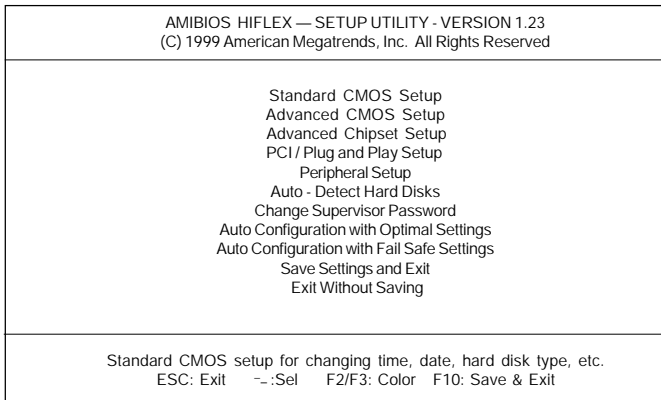 AMIBIOS HIFLEX — SETUP UTILITY - VERSION 1.23
(C) 1999 American Megatrends, Inc. All Rights Reserved
Standard CMOS Setup
Advanced CMOS Setup
Advanced Chipset Setup
PCI / Plug and Play Setup
Peripheral Setup
Auto - Detect Hard Disks
Change Supervisor Password
Auto Configuration with Optimal Settings
Auto Configuration with Fail Safe Settings
Save Settings and Exit
Exit Without Saving
Standard CMOS setup for changing time, date, hard disk type, etc.
ESC: Exit ¯_ :Sel F2/F3: Color F10: Save & Exit